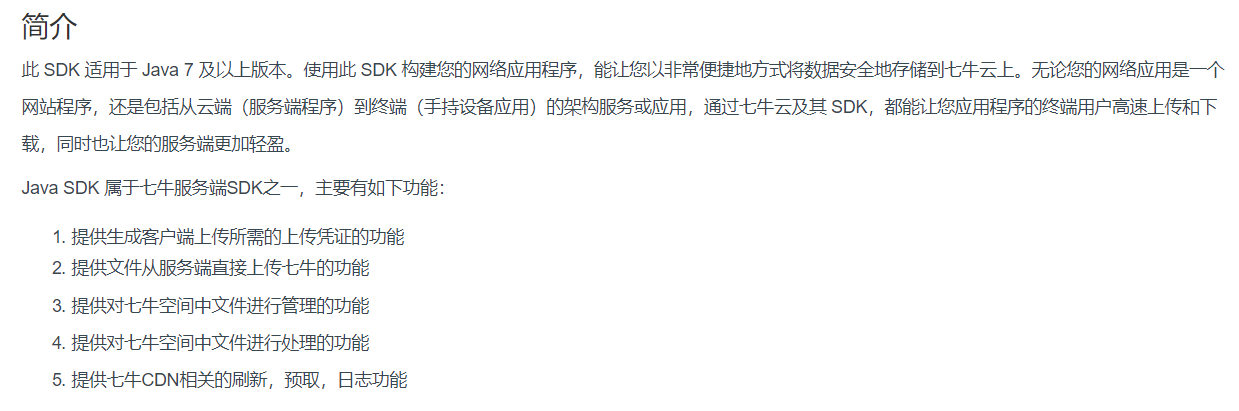 简介
此 SDK 适用于 Java 7 及以上版本。使用此 SDK 构建您的网络应用程序，能让您以非常便捷地方式将数据安全地存储到七牛云上。无论您的网络应用是一个
网站程序，还是包括从云端（服务端程序）到终端（手持设备应用）的架构服务或应用，通过七牛云及其 SDK，都能让您应用程序的终端用户高速上传和下
载，同时也让您的服务端更加轻盈。
Java SDK 属于七牛服务端SDK之一，主要有如下功能：
1. 提供生成客户端上传所需的上传凭证的功能
2. 提供文件从服务端直接上传七牛的功能
3. 提供对七牛空间中文件进行管理的功能
4. 提供对七牛空间中文件进行处理的功能
5. 提供七牛CDN相关的刷新，预取，日志功能